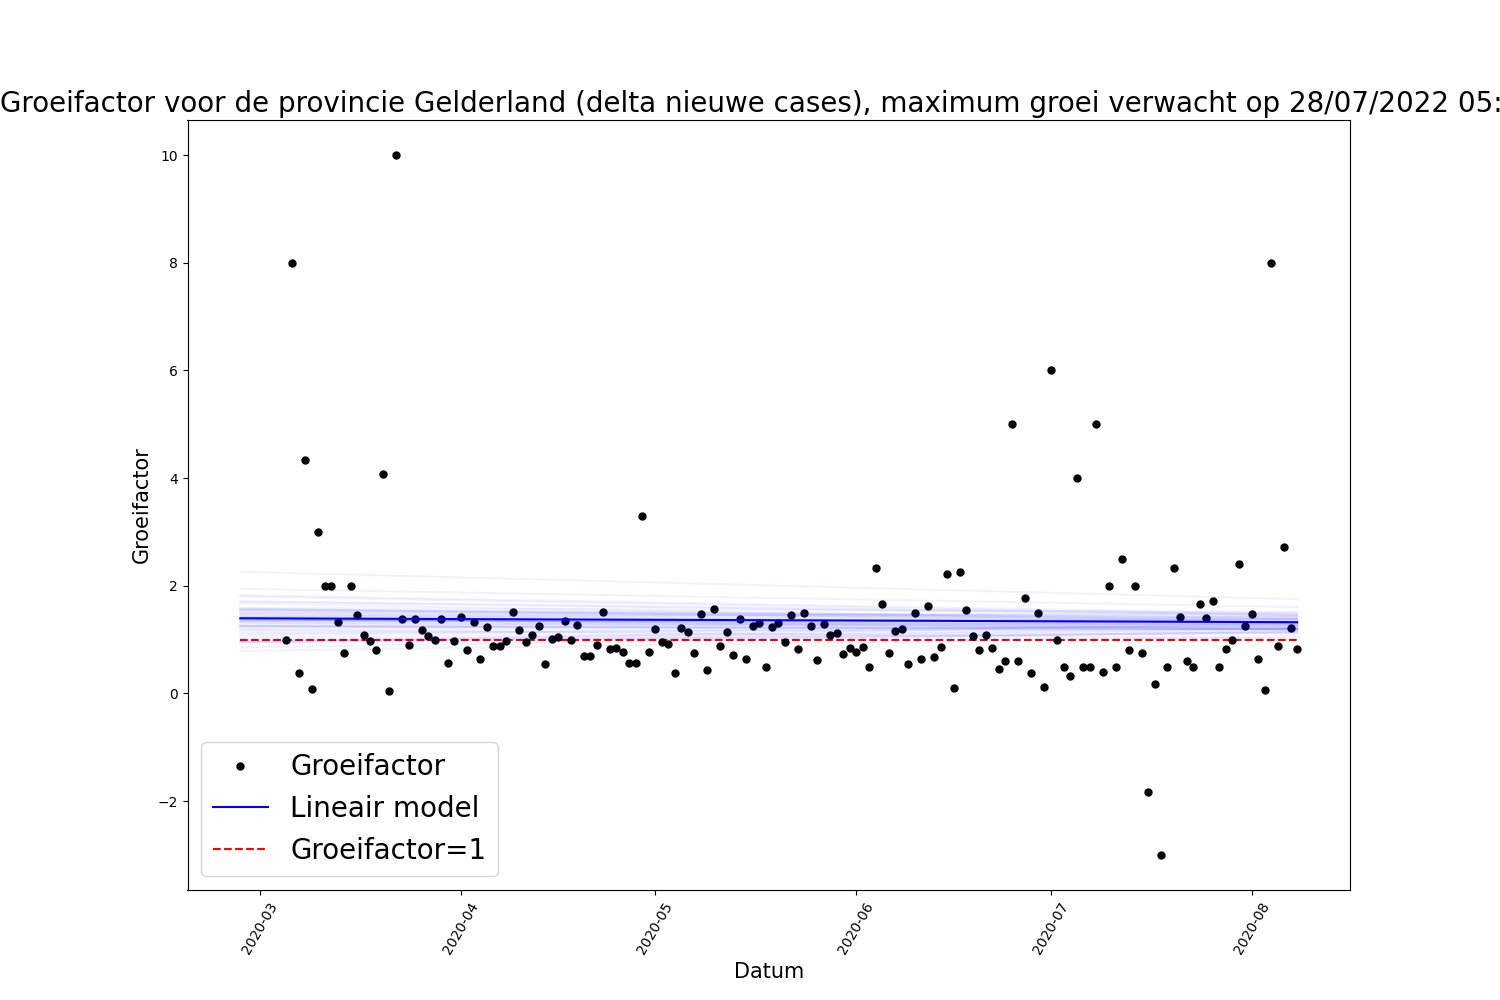 Groeifactor voor de provincie Gelderland (delta nieuwe cases), maximum groei verwacht op 28/07/2022 05:
10
8
6
4
2
0
−2
Groeifactor
Groeifactor
Lineair model
Groeifactor=1
2020-03
2020-04
2020-05
2020-06
2020-07
2020-08
Datum